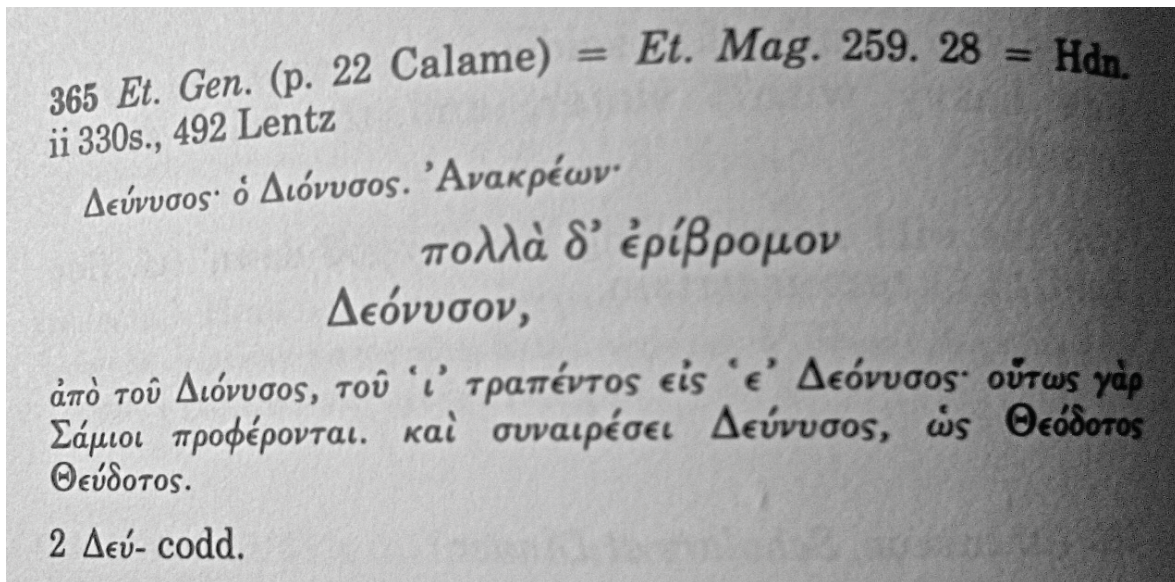 365 Et. Gen. (p. 22 Calame) = Et. Mag. 259. 28 = Hdn.
ii 330s., 492 Lentz
Δεύνυσος· ὁ Διόνυσος. Ἀνακρέων·
πολλὰ δ’ ἐρίβρομον
Δεόνυσον,
ἀπὸ τοῦ Διόνυσος, τοῦ ‘ι’ τραπέντος εἰς ‘ε’ Δεόνυσος· οὕτως γὰρ
Σάμιοι προφέρονται. καὶ συναιρέσει Δεύνυσος, ὡς Θεόδοτος
Θεύδοτος.
2 Δεύ- codd.